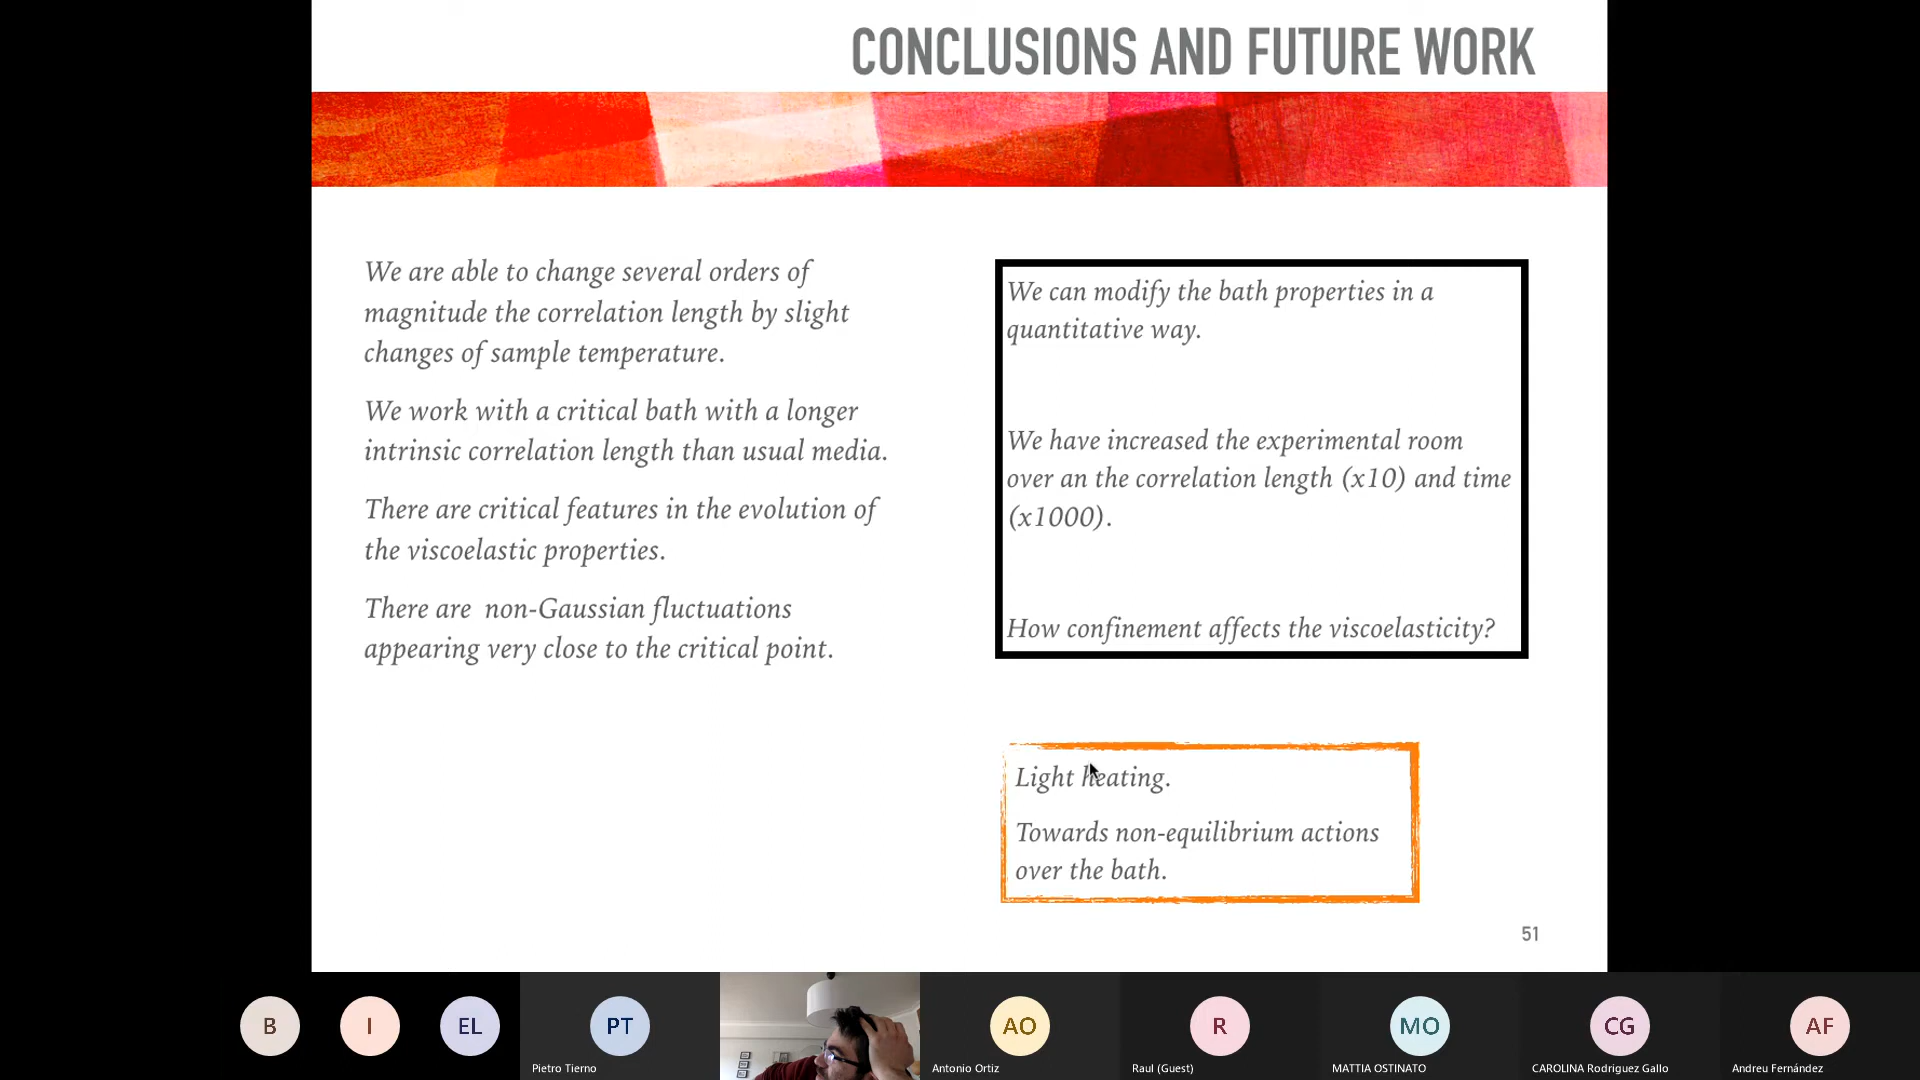 CONCLUSIONS AND FUTURE WORK
We are able to change several orders of
magnitude the correlation length by slight
changes of sample temperature.
We work with a critical bath with a longer
intrinsic correlation length than usual media.
There are critical features in the evolution of
the viscoelastic properties.
There are  non-Gaussian fluctuations
appearing very close to the critical point.
We can modify the bath properties in a
quantitative way.
We have increased the experimental room
over an the correlation length (x10) and time
(x1000).
How confinement affects the viscoelasticity?
Light heating.
Towards non-equilibrium actions
over the bath.
51
B
I
EL
PT
Pietro Tierno
AO
Antonio Ortiz
R
Raul (Guest)
MO
MATTIA OSTINATO
CG
CAROLINA Rodriguez Gallo
AF
Andreu Fernández